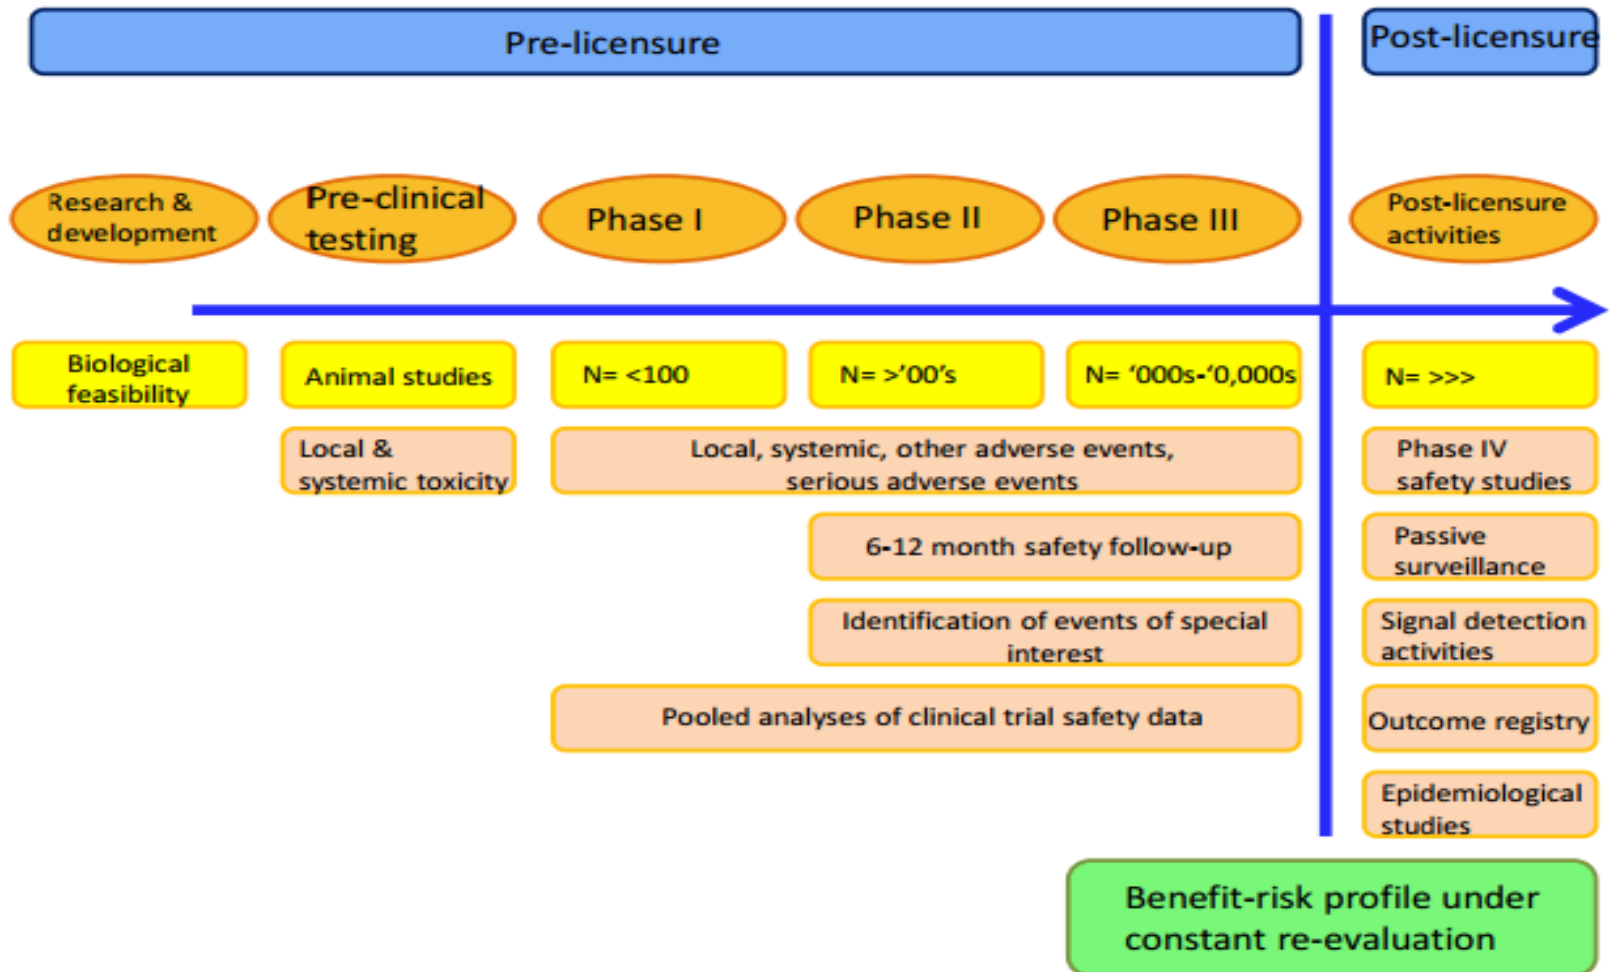 Pre-licensure
Post-licensure
Research &
development
Pre-clinical
testing
Phase I
Phase II
Phase III
Post-licensure
activities
Biological
feasibility
Animal studies
N= <100
N= >’00’s
N= ‘000s-‘0,000s
N= >>>
Local &
systemic toxicity
Local, systemic, other adverse events,
serious adverse events
Phase IV
safety studies
6-12 month safety follow-up
Passive
surveillance
Identification of events of special
interest
Signal detection
activities
Pooled analyses of clinical trial safety data
Outcome registry
Epidemiological
studies
Benefit-risk profile under
constant re-evaluation